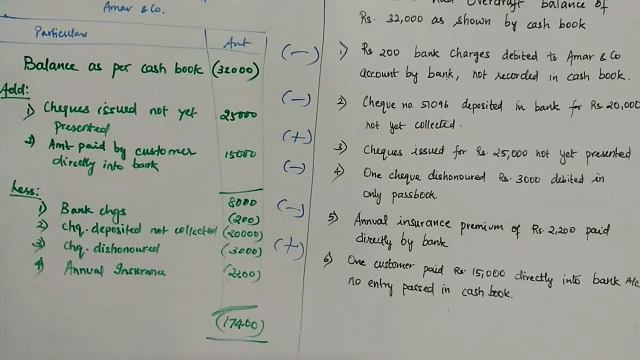 Amar & Co.
Particulars Amt
Balance as per cash book (32000)
Add:
1) Cheques issued not yet presented 25000
2) Amt paid by customer directly into bank 15000
8000
Less:
1) Bank chgs (200)
2) Chq. deposited not collected (20000)
3) Chq. dishonoured (3000)
4) Annual Insurance (2200)
(17400)
(-)
(-)
(+)
(-)
(-)
(+)
Overdraft balance of
Rs. 32,000 as shown by cash book
1) Rs 200 bank charges debited to Amar & Co
account by bank, not recorded in cash book.
2) Cheque no. 51096 deposited in bank for Rs 20,000
not yet collected.
3) Cheques issued for Rs. 25,000 not yet presented
4) One cheque dishonoured Rs. 3000 debited in
only passbook.
5) Annual insurance premium of Rs. 2,200 paid
directly by bank
6) One customer paid Rs 15,000 directly into bank A/c
no entry passed in cash book.